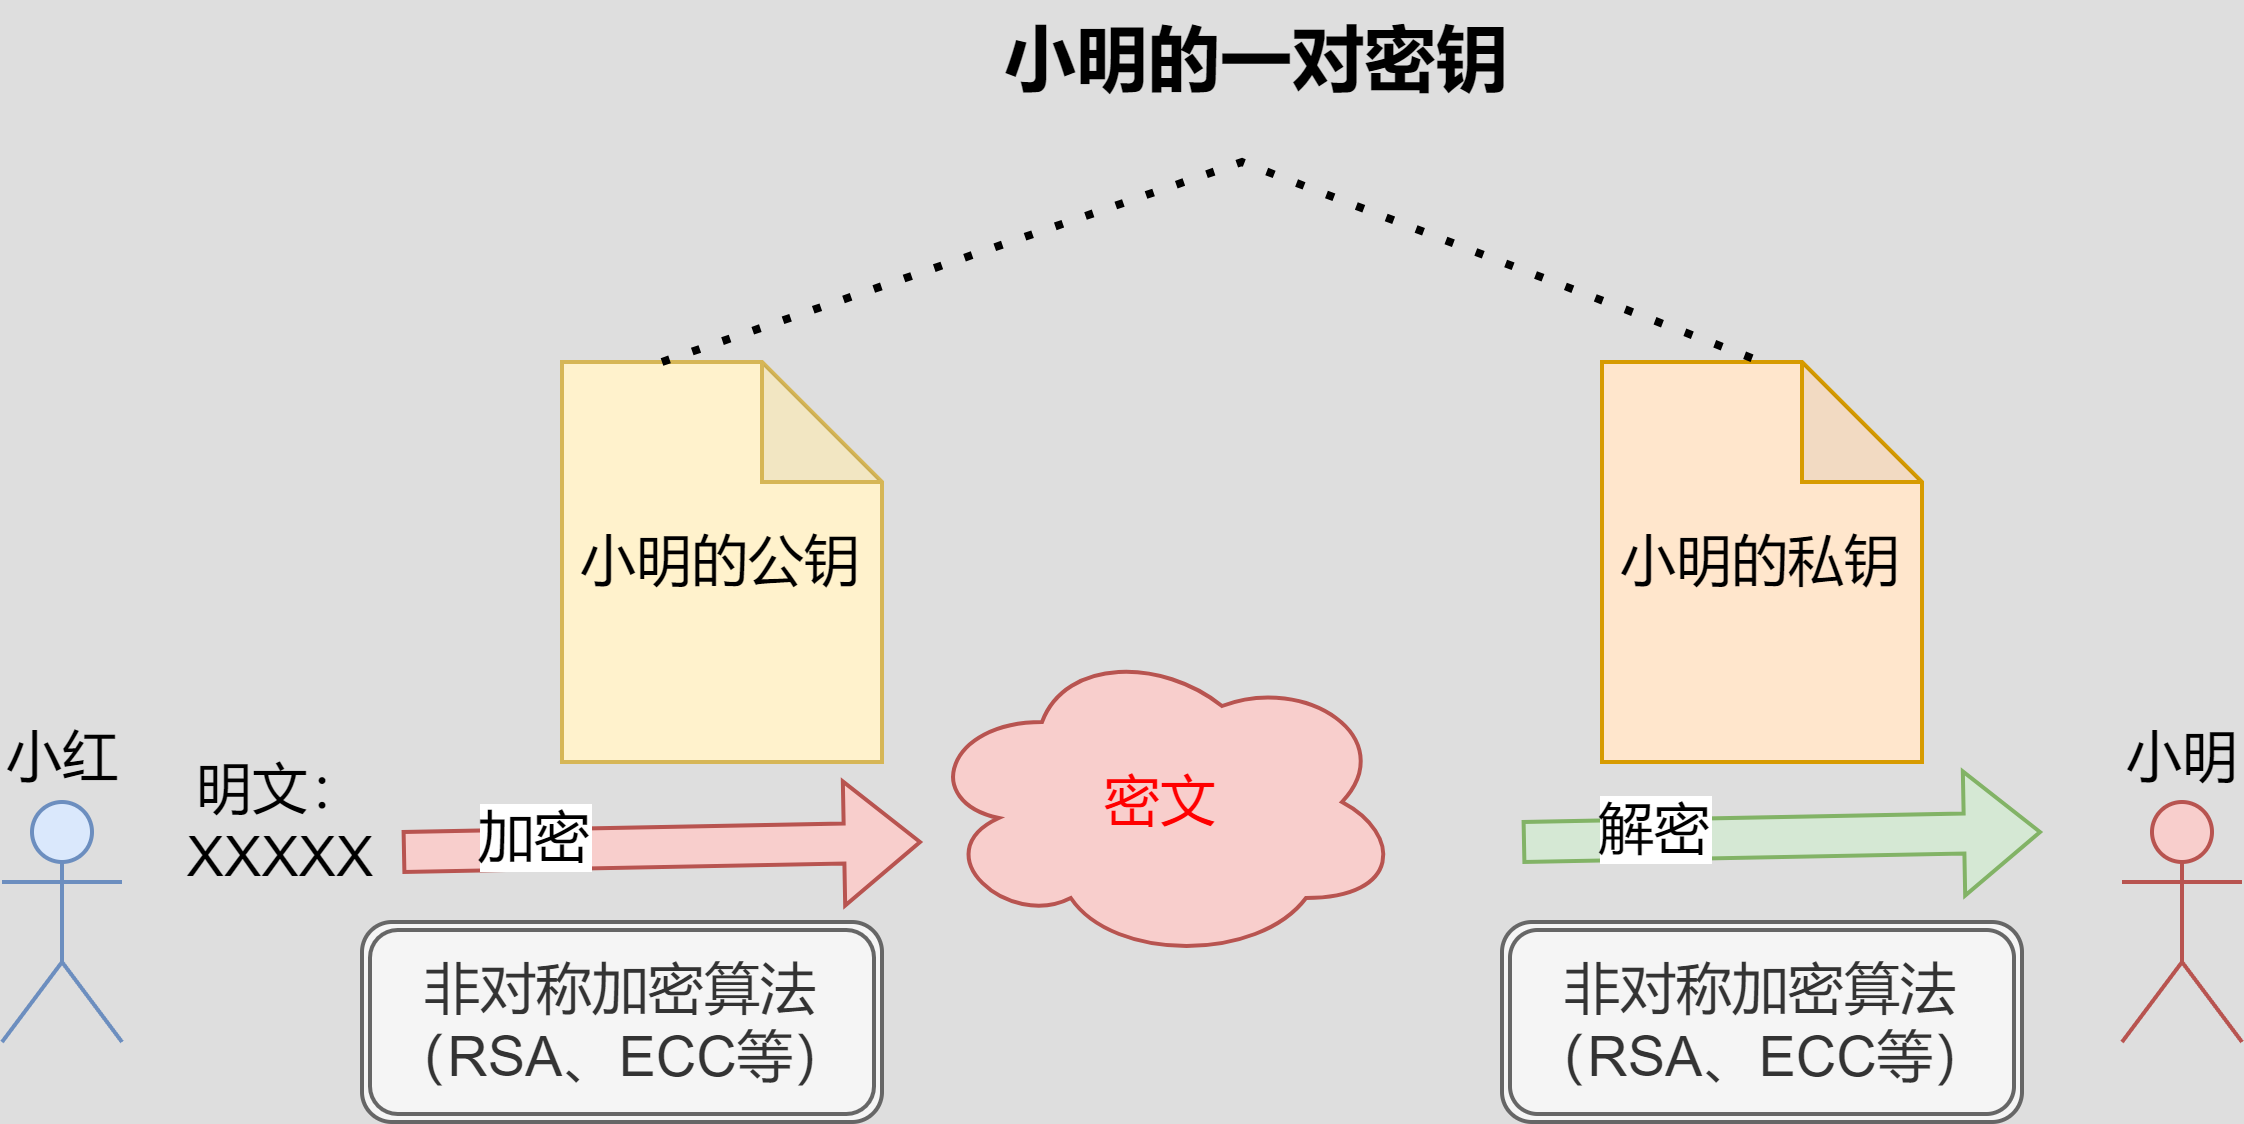 小明的一对密钥
小明的公钥
小明的私钥
小红
明文：
XXXXX
加密
密文
解密
小明
非对称加密算法
（RSA、ECC等）
非对称加密算法
（RSA、ECC等）